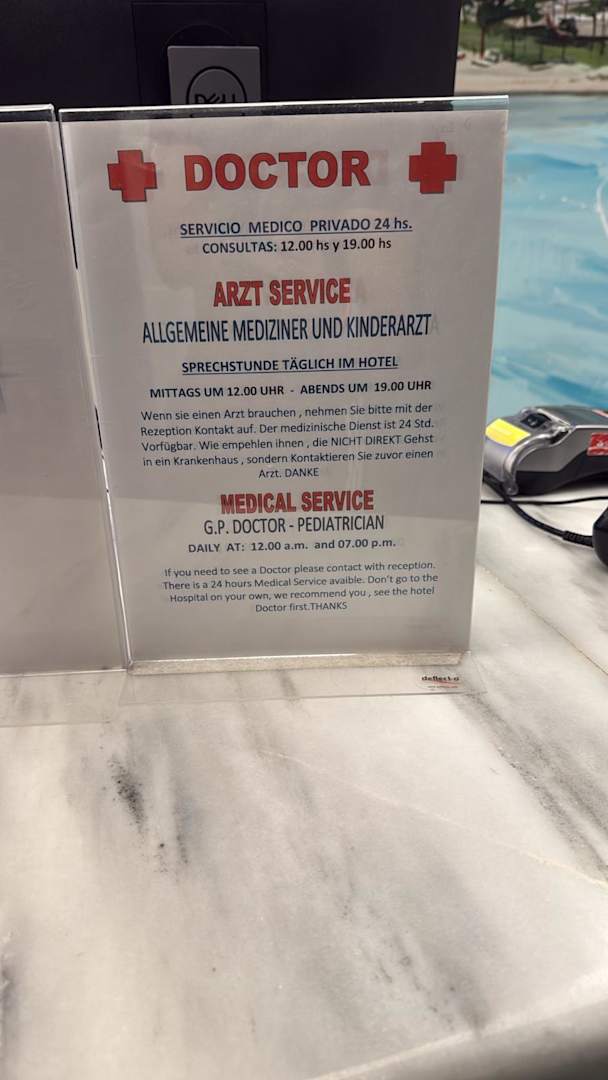 DELL
DOCTOR
SERVICIO MEDICO PRIVADO 24 hs.
CONSULTAS: 12.00 hs y 19.00 hs
ARZT SERVICE
ALLGEMEINE MEDIZINER UND KINDERARZT
SPRECHSTUNDE TÄGLICH IM HOTEL
MITTAGS UM 12.00 UHR - ABENDS UM 19.00 UHR
Wenn sie einen Arzt brauchen , nehmen Sie bitte mit der
Rezeption Kontakt auf. Der medizinische Dienst ist 24 Std.
Vorfügbar. Wie empehlen ihnen , die NICHT DIREKT Gehst
in ein Krankenhaus , sondern Kontaktieren Sie zuvor einen
Arzt. DANKE
MEDICAL SERVICE
G.P. DOCTOR - PEDIATRICIAN
DAILY AT: 12.00 a.m. and 07.00 p.m.
If you need to see a Doctor please contact with reception.
There is a 24 hours Medical Service avaible. Don't go to the
Hospital on your own, we recommend you , see the hotel
Doctor first.THANKS
deflect-o